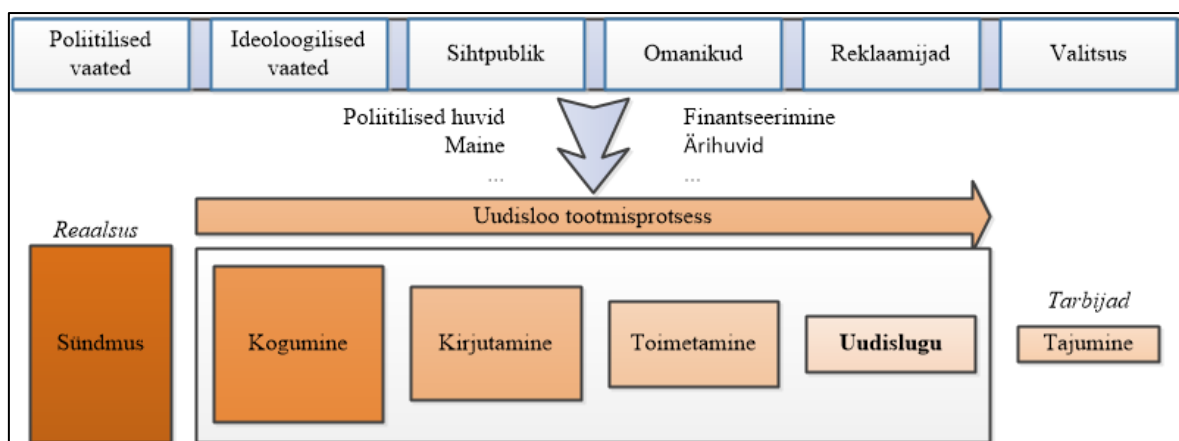 Poliitilised
vaated
Ideoloogilised
vaated
Sihtpublik
Omanikud
Reklaamijad
Valitsus
Poliitilised huvid
Maine
...
Finantseerimine
Ärihuvid
...
Uudisloo tootmisprotsess
Reaalsus
Sündmus
Kogumine
Kirjutamine
Toimetamine
Uudislugu
Tarbijad
Tajumine